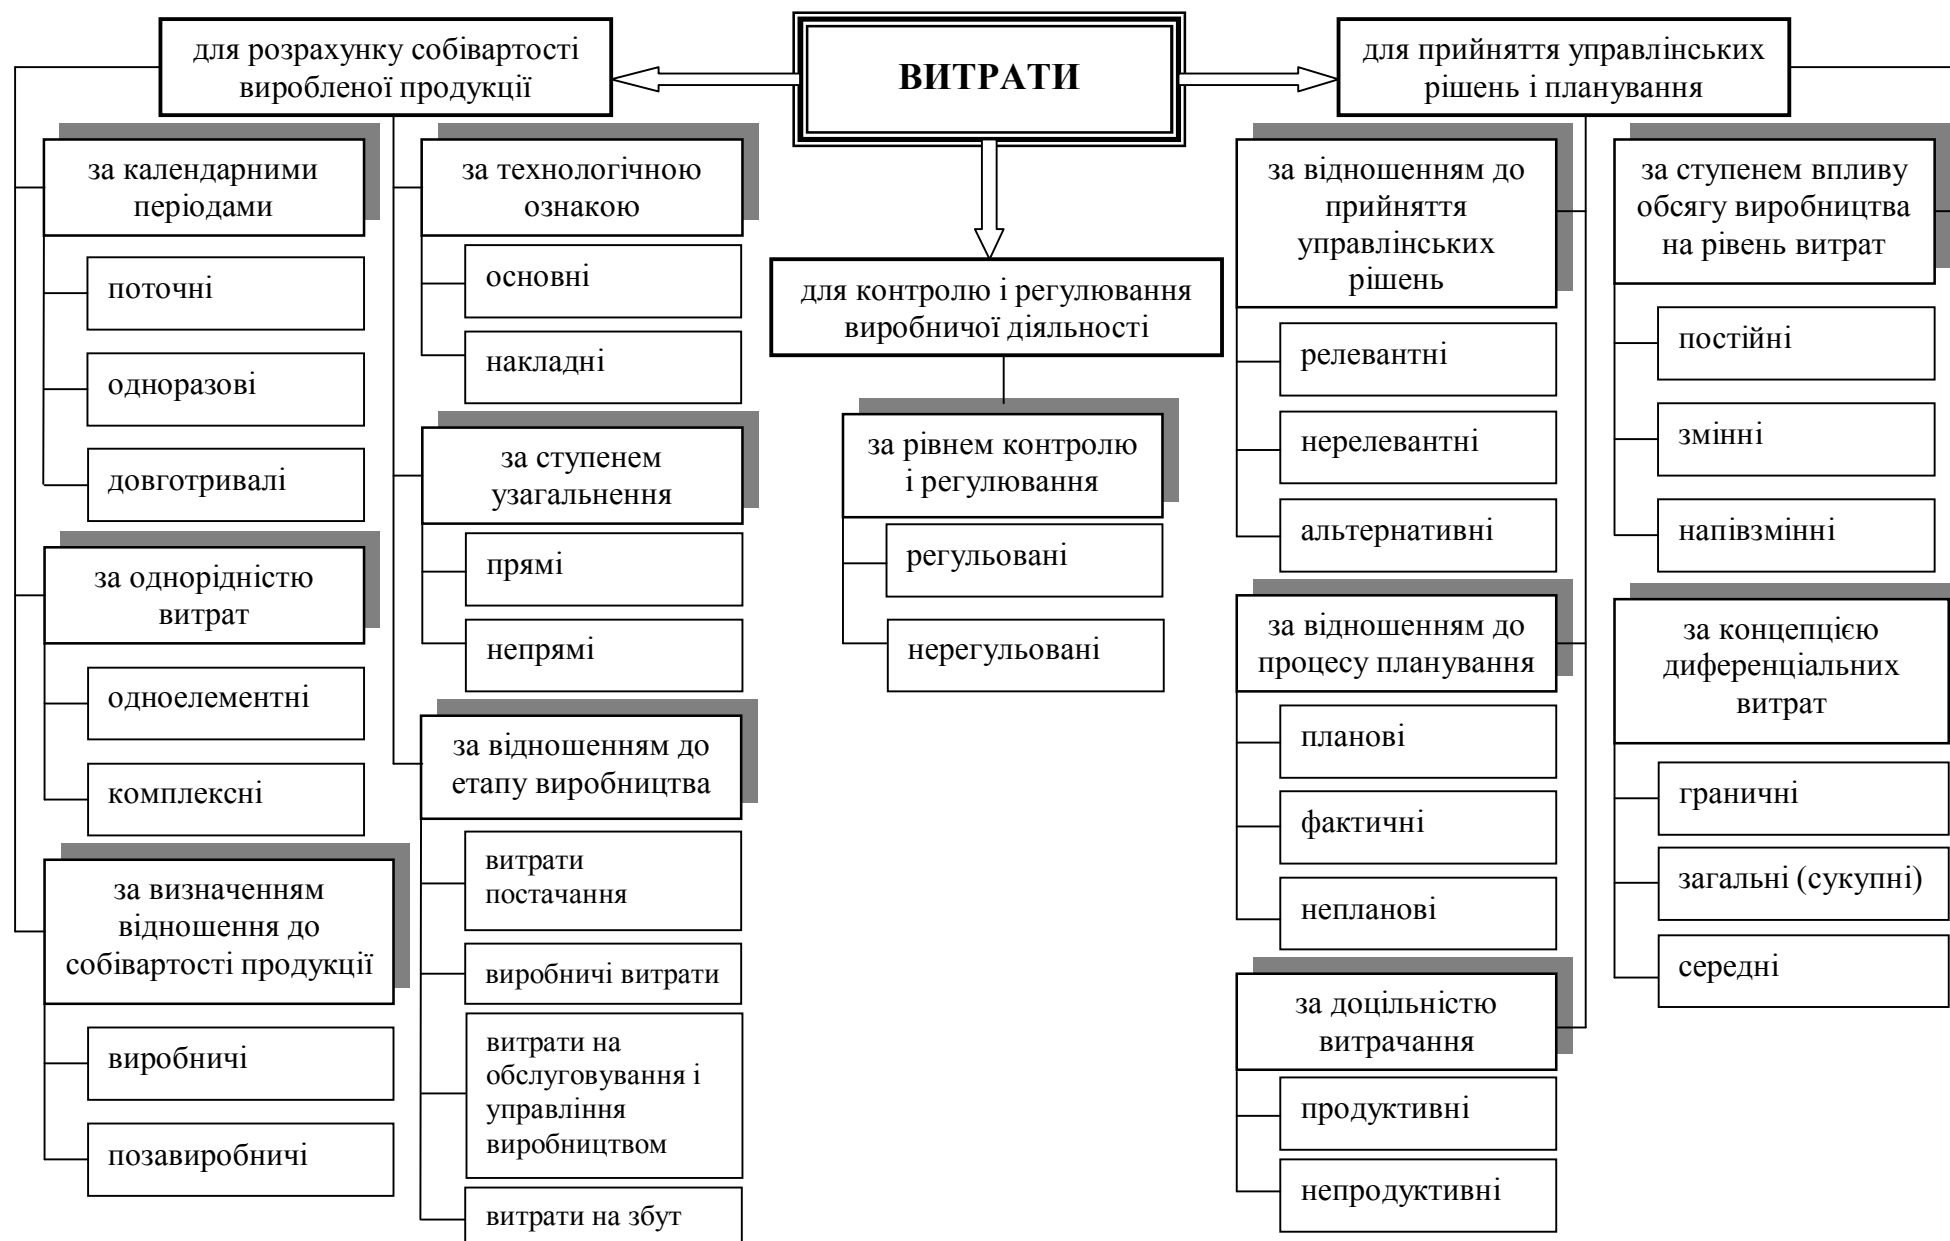 для розрахунку собівартості
виробленої продукції
ВИТРАТИ
для прийняття управлінських
рішень і планування
за календарними
періодами
поточні
одноразові
довготривалі
за однорідністю
витрат
одноелементні
комплексні
за визначенням
відношення до
собівартості продукції
виробничі
позавиробничі
за технологічною
ознакою
основні
накладні
за ступенем
узагальнення
прямі
непрямі
за відношенням до
етапу виробництва
витрати
постачання
виробничі витрати
витрати на
обслуговування і
управління
виробництвом
витрати на збут
для контролю і регулювання
виробничої діяльності
за рівнем контролю
і регулювання
регульовані
нерегульовані
за відношенням до
прийняття
управлінських
рішень
релевантні
нерелевантні
альтернативні
за відношенням до
процесу планування
планові
фактичні
непланові
за доцільністю
витрачання
продуктивні
непродуктивні
за ступенем впливу
обсягу виробництва
на рівень витрат
постійні
змінні
напівзмінні
за концепцією
диференціальних
витрат
граничні
загальні (сукупні)
середні